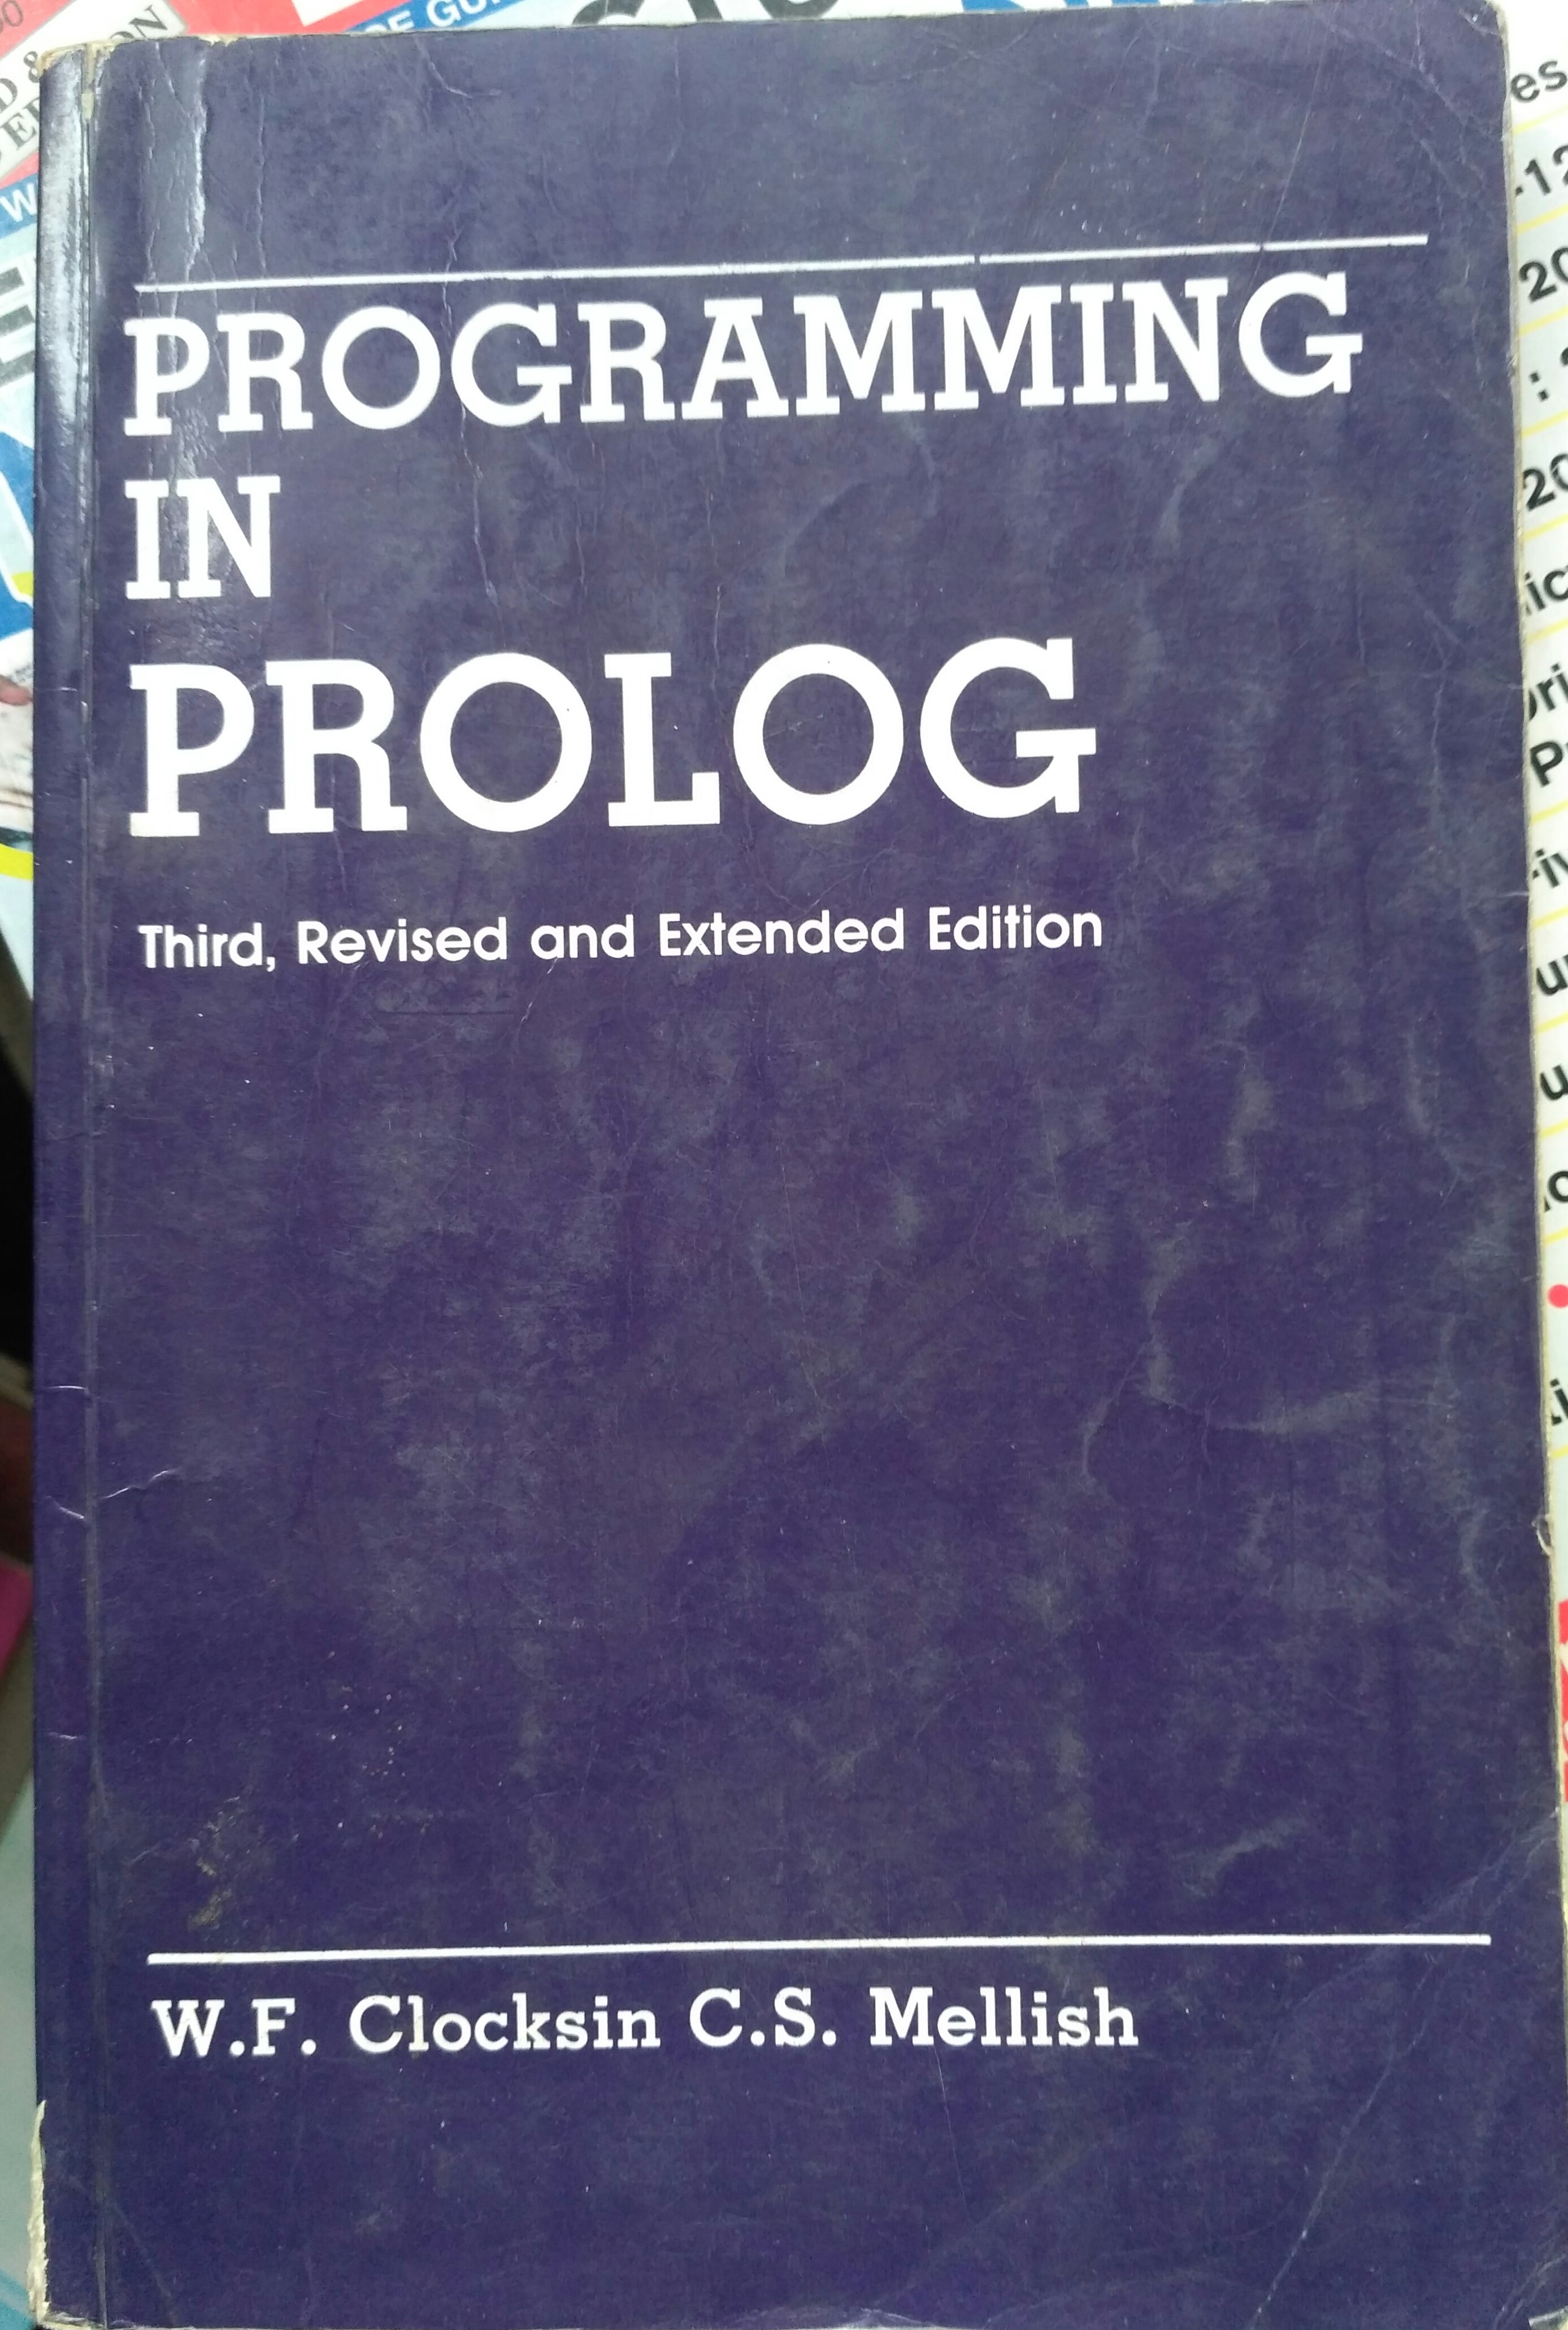 PROGRAMMING
IN
PROLOG
Third, Revised and Extended Edition
W.F. Clocksin C.S. Mellish